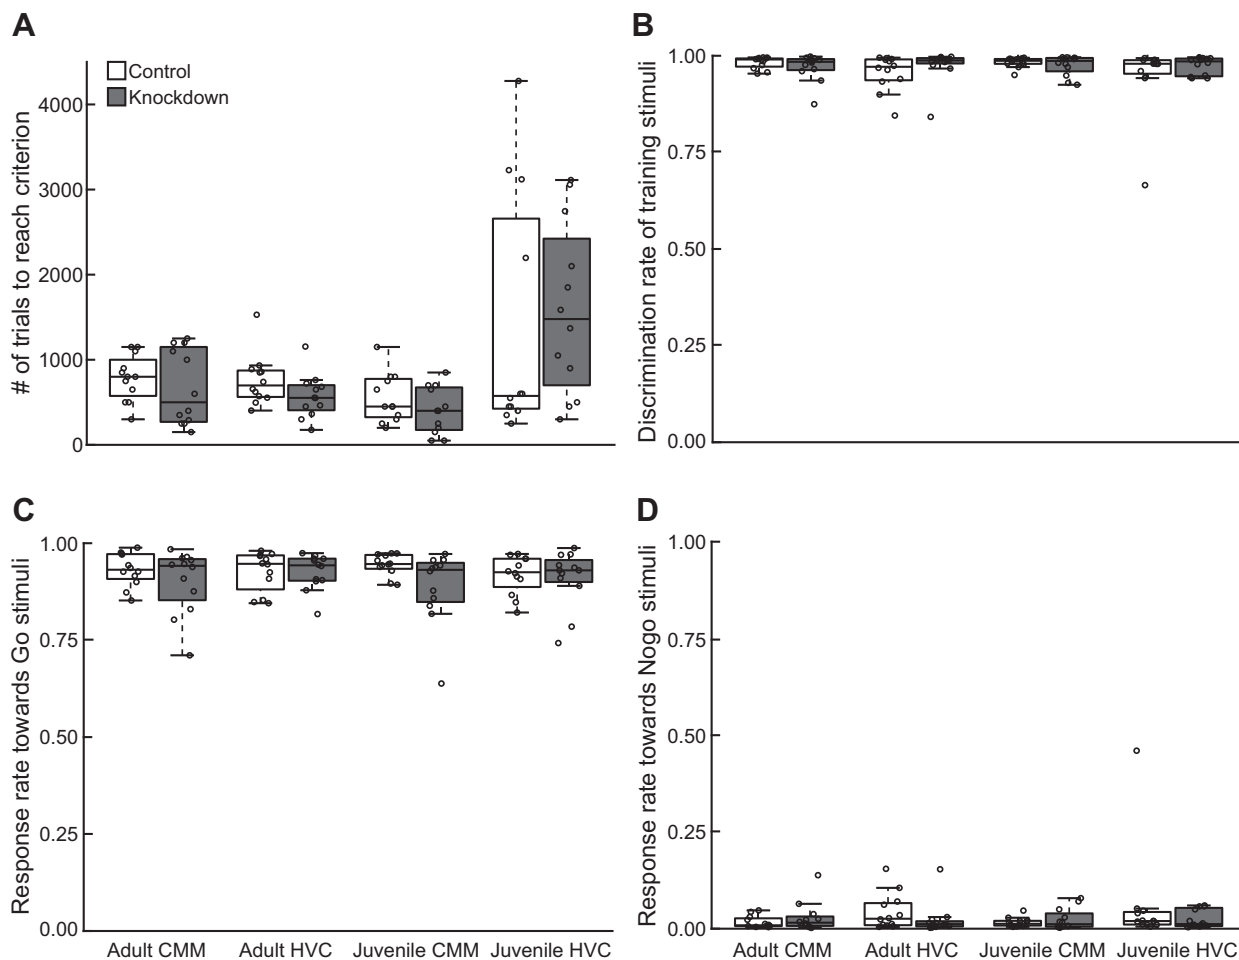 A
# of trials to reach criterion
4000
3000
2000
1000
0
Control
Knockdown
B
Discrimination rate of training stimuli
1.00
0.75
0.50
0.25
0.00
C
Response rate towards Go stimuli
1.00
0.75
0.50
0.25
0.00
Adult CMM Adult HVC Juvenile CMM Juvenile HVC
D
Response rate towards Nogo stimuli
1.00
0.75
0.50
0.25
0.00
Adult CMM Adult HVC Juvenile CMM Juvenile HVC